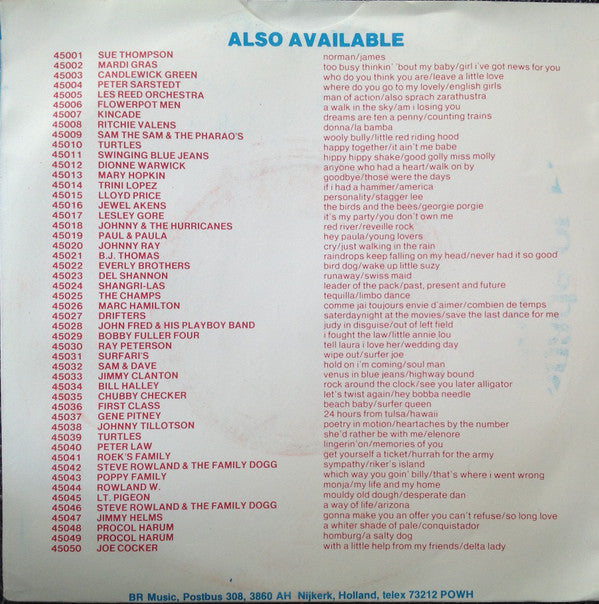 ALSO AVAILABLE
45001 SUE THOMPSON norman/james
45002 MARDI GRAS too busy thinkin' 'bout my baby/girl i've got news for you
45003 CANDLEWICK GREEN who do you think you are/leave a little love
45004 PETER SARSTEDT where do you go to my lovely/english girls
45005 LES REED ORCHESTRA man of action/also sprach zarathustra
45006 FLOWERPOT MEN a walk in the sky/am i losing you
45007 KINCADE dreams are ten a penny/counting trains
45008 RITCHIE VALENS donna/la bamba
45009 SAM THE SAM & THE PHARAO'S wooly bully/little red riding hood
45010 TURTLES happy together/it ain't me babe
45011 SWINGING BLUE JEANS hippy hippy shake/good golly miss molly
45012 DIONNE WARWICK anyone who had a heart/walk on by
45013 MARY HOPKIN goodbye/those were the days
45014 TRINI LOPEZ if i had a hammer/america
45015 LLOYD PRICE personality/stagger lee
45016 JEWEL AKENS the birds and the bees/georgie porgie
45017 LESLEY GORE it's my party/you don't own me
45018 JOHNNY & THE HURRICANES red river/reveille rock
45019 PAUL & PAULA hey paula/young lovers
45020 JOHNNY RAY cry/just walking in the rain
45021 B.J. THOMAS raindrops keep falling on my head/never had it so good
45022 EVERLY BROTHERS bird dog/wake up little suzy
45023 DEL SHANNON runaway/swiss maid
45024 SHANGRI-LAS leader of the pack/past, present and future
45025 THE CHAMPS tequilla/limbo dance
45026 MARC HAMILTON comme jai toujours envie d'aimer/combien de temps
45027 DRIFTERS saterdaynight at the movies/save the last dance for me
45028 JOHN FRED & HIS PLAYBOY BAND judy in disguise/out of left field
45029 BOBBY FULLER FOUR i fought the law/little annie lou
45030 RAY PETERSON tell laura i love her/wedding day
45031 SURFARI'S wipe out/surfer joe
45032 SAM & DAVE hold on i'm coming/soul man
45033 JIMMY CLANTON venus in blue jeans/highway bound
45034 BILL HALLEY rock around the clock/see you later alligator
45035 CHUBBY CHECKER let's twist again/hey bobba needle
45036 FIRST CLASS beach baby/surfer queen
45037 GENE PITNEY 24 hours from tulsa/hawaii
45038 JOHNNY TILLOTSON poetry in motion/heartaches by the number
45039 TURTLES she'd rather be with me/elenore
45040 PETER LAW lingerin'on/memories of you
45041 ROEK'S FAMILY get yourself a ticket/hurrah for the army
45042 STEVE ROWLAND & THE FAMILY DOGG sympathy/riker's island
45043 POPPY FAMILY which way you goin' billy/that's where i went wrong
45044 ROWLAND W. monja/my life and my home
45045 LT. PIGEON mouldy old dough/desperate dan
45046 STEVE ROWLAND & THE FAMILY DOGG a way of life/arizona
45047 JIMMY HELMS gonna make you an offer you can't refuse/so long love
45048 PROCOL HARUM a whiter shade of pale/conquistador
45049 PROCOL HARUM homburg/a salty dog
45050 JOE COCKER with a little help from my friends/delta lady
BR Music, Postbus 308, 3860 AH Nijkerk, Holland, telex 73212 POWH